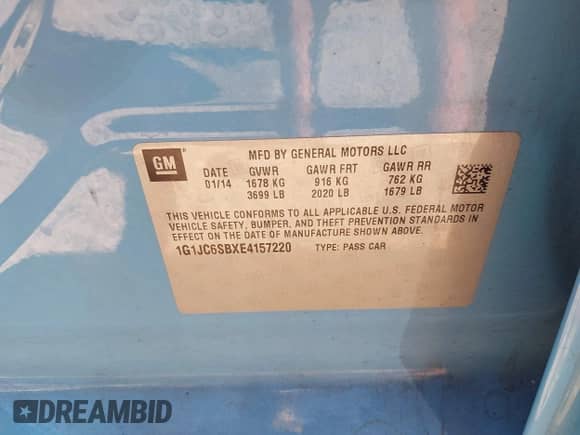 GM
MFD BY GENERAL MOTORS LLC
DATE GVWR GAWR FRT GAWR RR
01/14 1678 KG 916 KG 762 KG
3699 LB 2020 LB 1679 LB
THIS VEHICLE CONFORMS TO ALL APPLICABLE U.S. FEDERAL MOTOR
VEHICLE SAFETY, BUMPER, AND THEFT PREVENTION STANDARDS IN
EFFECT ON THE DATE OF MANUFACTURE SHOWN ABOVE.
1G1JC6SBXE4157220 TYPE: PASS CAR
DREAMBID